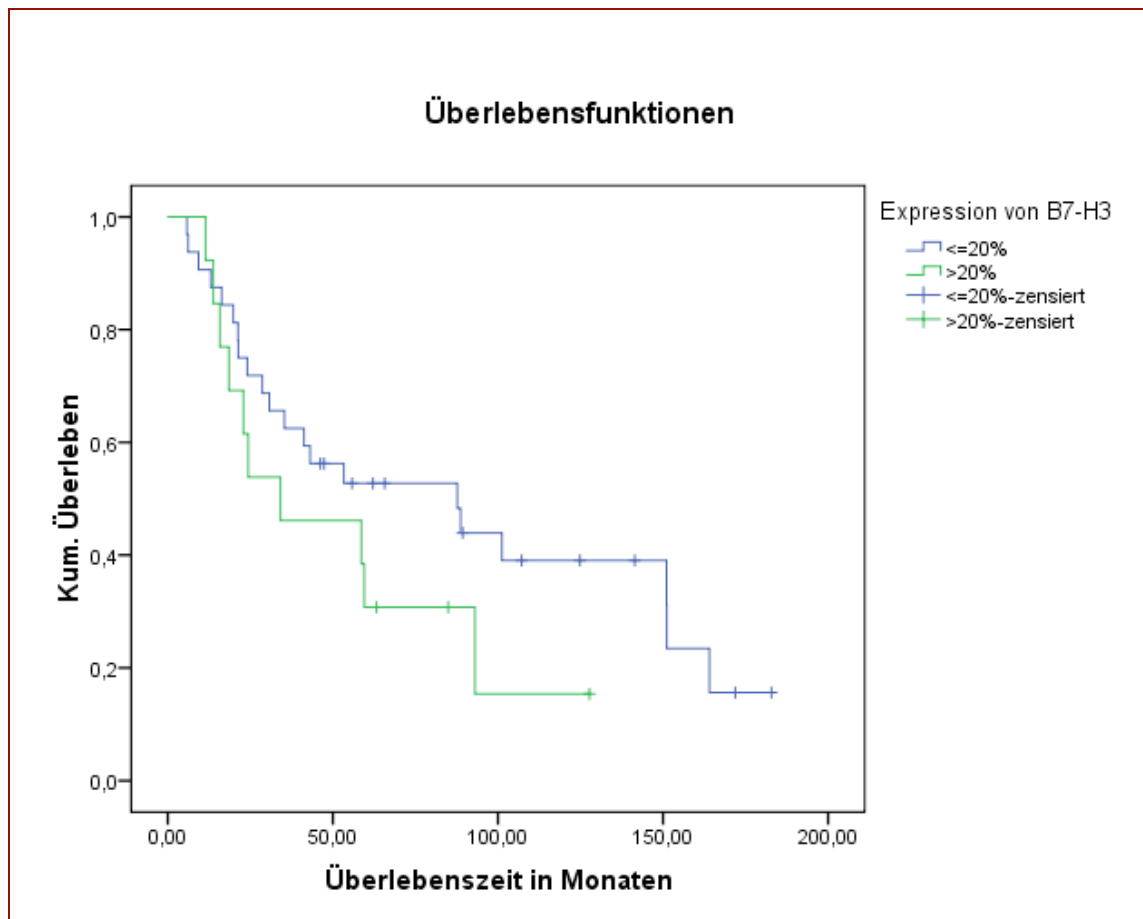 Überlebensfunktionen
Kum. Überleben
1,0
0,8
0,6
0,4
0,2
0,0
0,00
50,00
100,00
150,00
200,00
Überlebenszeit in Monaten
Expression von B7-H3
<=20%
>20%
<=20%-zensiert
>20%-zensiert